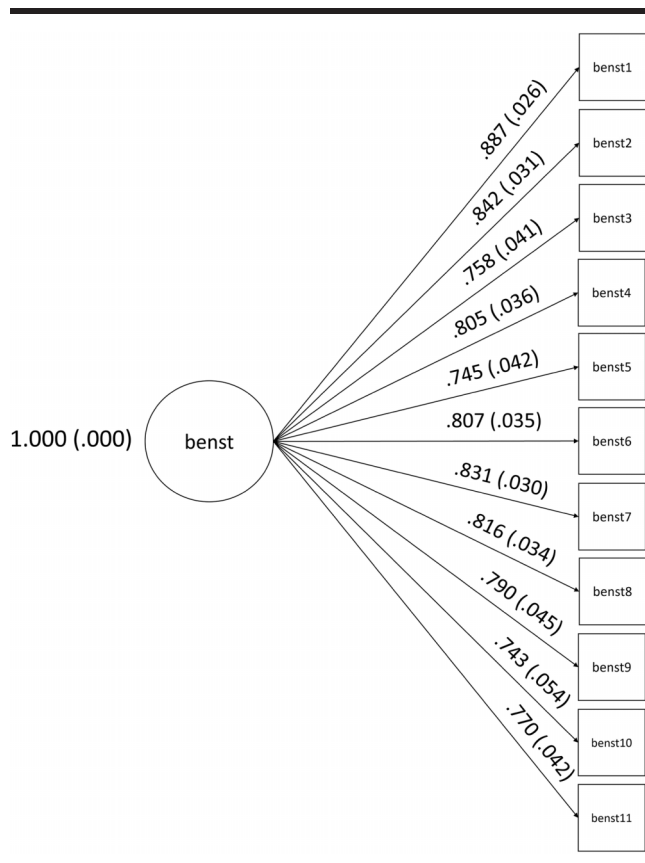 benst1
.887 (.026)
benst2
.842 (.031)
benst3
.758 (.041)
benst4
.805 (.036)
benst5
.745 (.042)
benst6
.807 (.035)
1.000 (.000)
benst
benst7
.831 (.030)
benst8
.816 (.034)
benst9
.790 (.045)
benst10
.743 (.054)
benst11
.770 (.042)